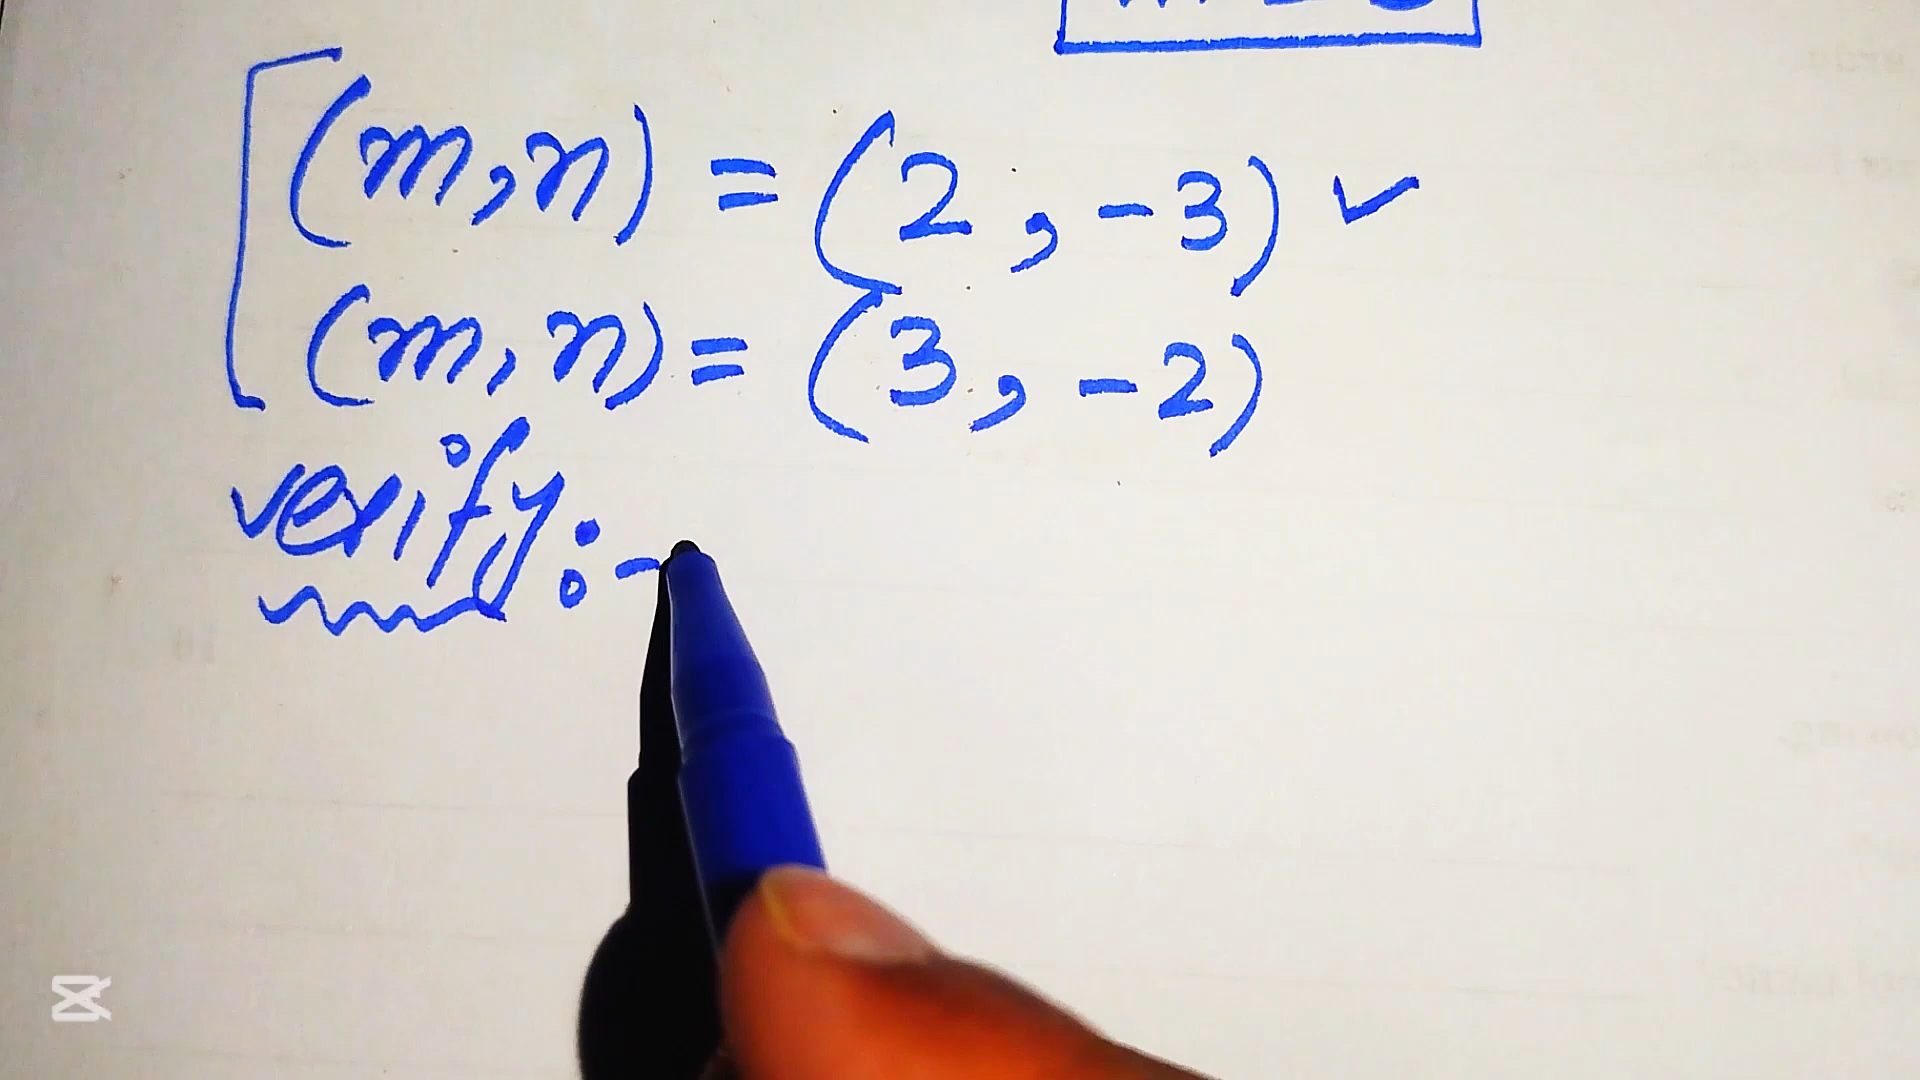 (m,n) = (2, -3) ✓
(m, n) = (3, -2)
verify:-